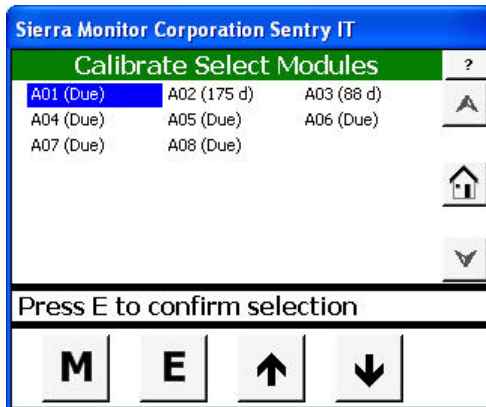 Sierra Monitor Corporation Sentry IT
Calibrate Select Modules
?
A01 (Due) A02 (175 d) A03 (88 d)
A04 (Due) A05 (Due) A06 (Due)
A07 (Due) A08 (Due)
Press E to confirm selection
M E